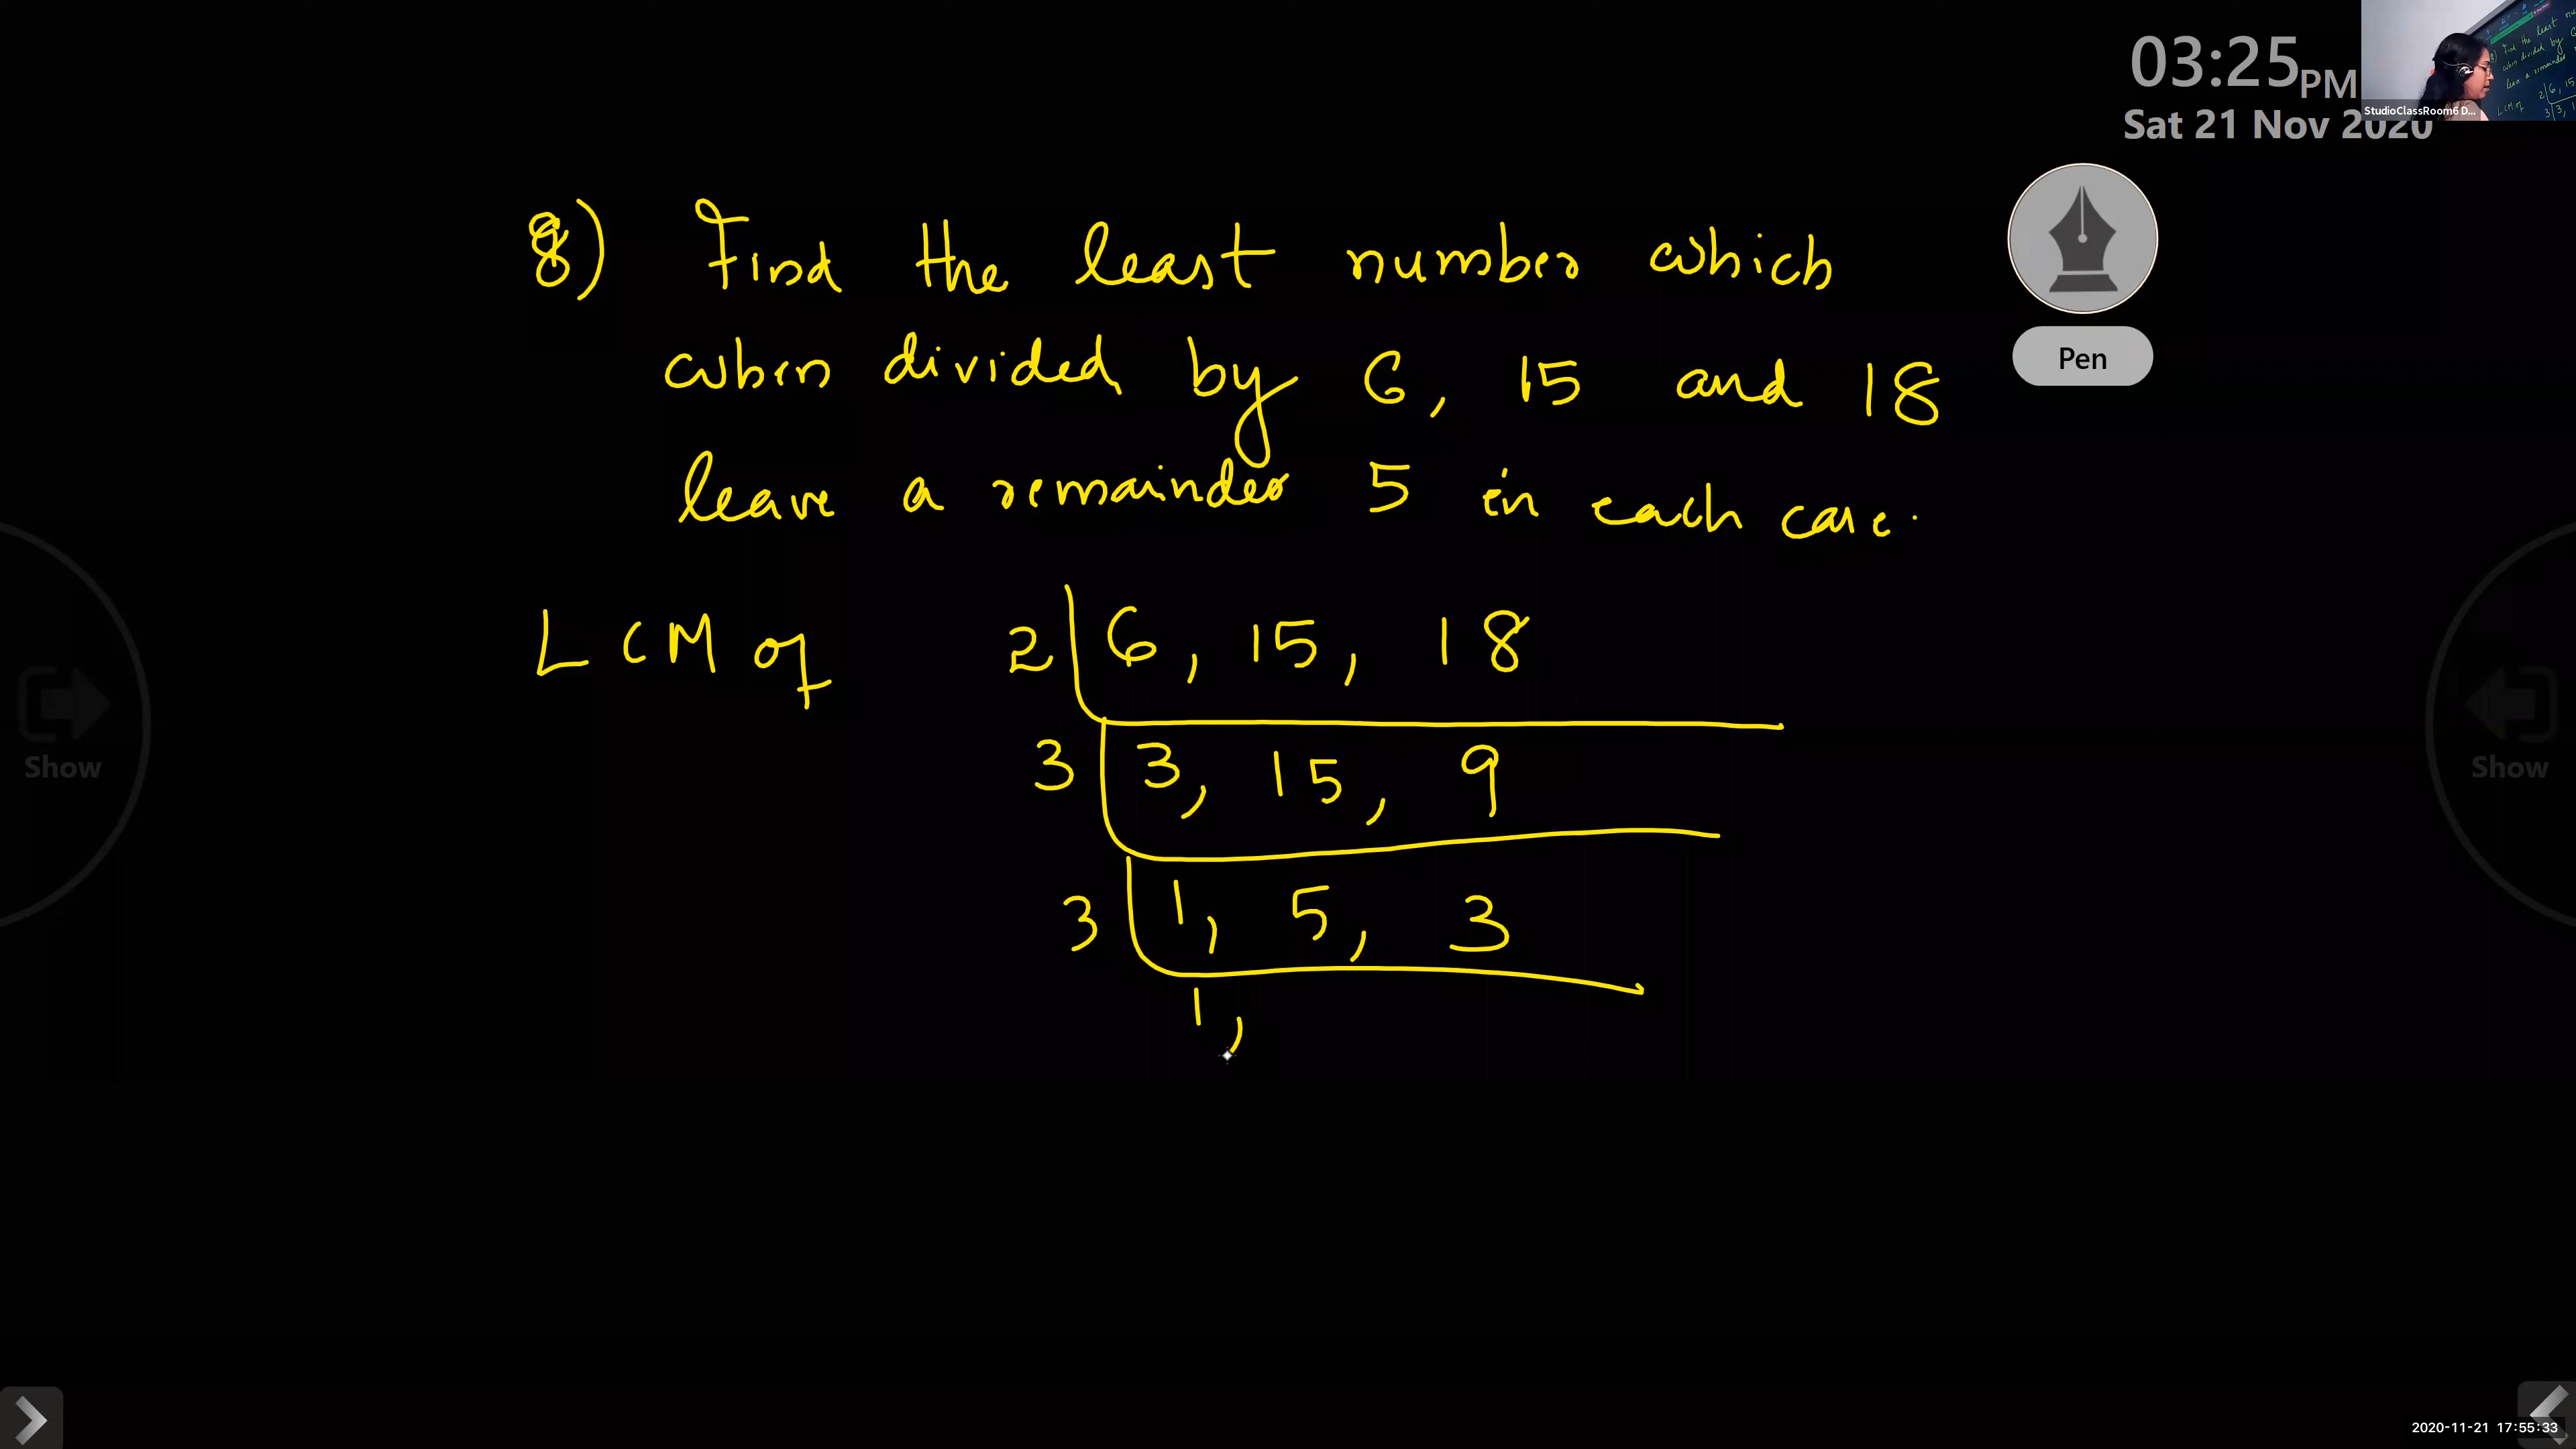 03:25PM
Sat 21 Nov 2020
StudioClassRoom6 D...
8) Find the least number which
when divided by 6, 15 and 18
leave a remainder 5 in each case.
Pen
LCM of 2 6, 15, 18
3 3, 15, 9
3 1, 5, 3
1,
Show
Show
2020-11-21 17:55:33